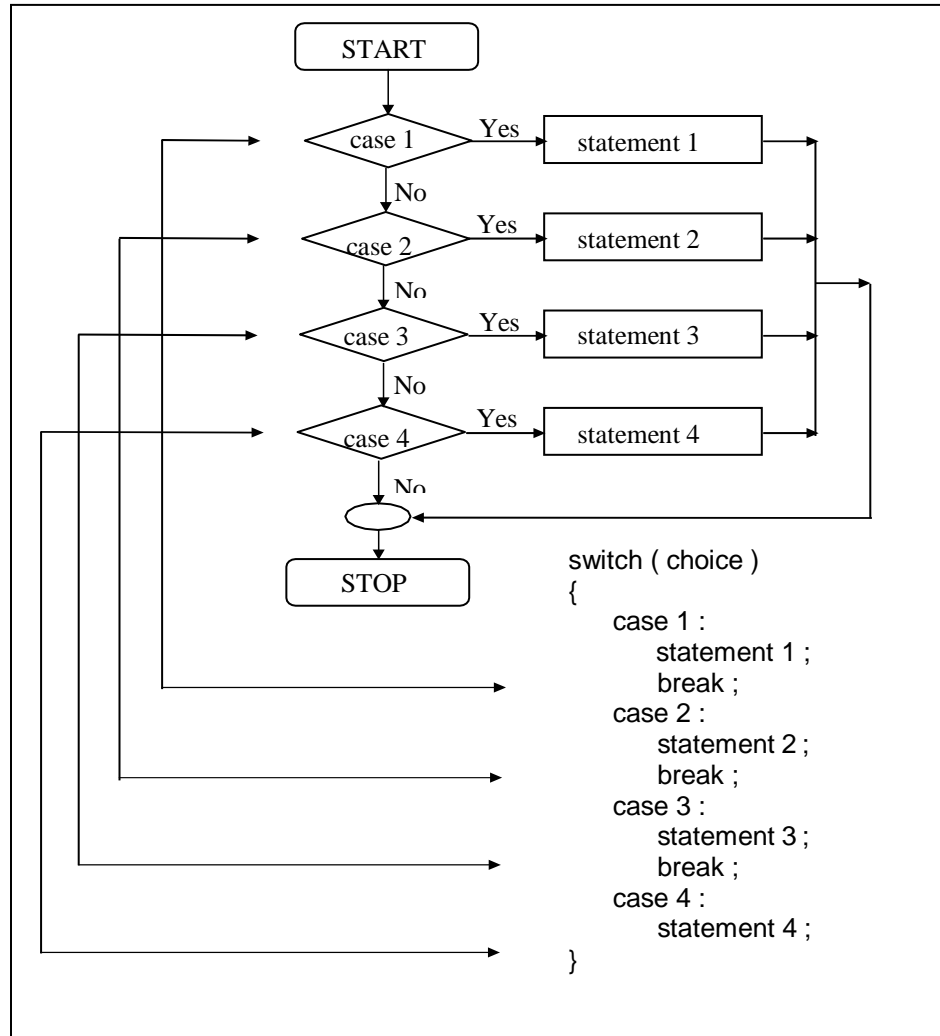 START
case 1
Yes
statement 1
No
case 2
Yes
statement 2
No
case 3
Yes
statement 3
No
case 4
Yes
statement 4
No
STOP
switch ( choice )
{
case 1 :
statement 1 ;
break ;
case 2 :
statement 2 ;
break ;
case 3 :
statement 3 ;
break ;
case 4 :
statement 4 ;
}